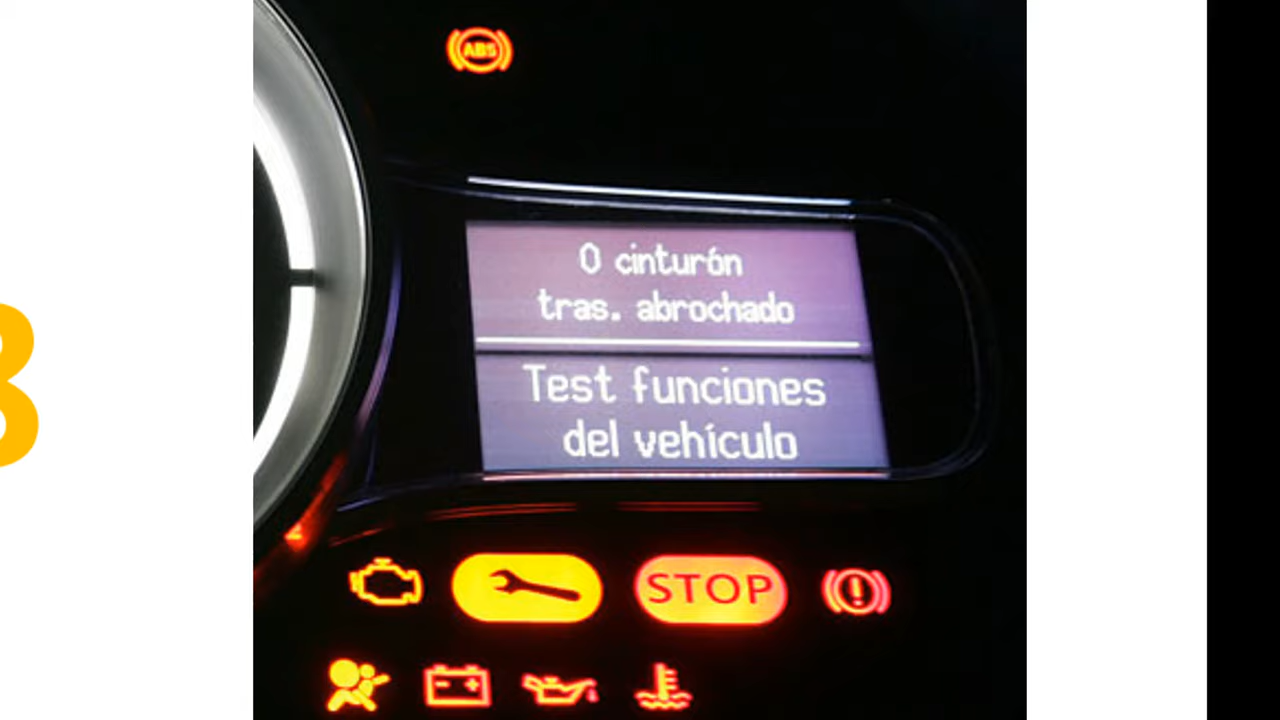 ABS
0 cinturón
tras. abrochado
Test funciones
del vehículo
STOP